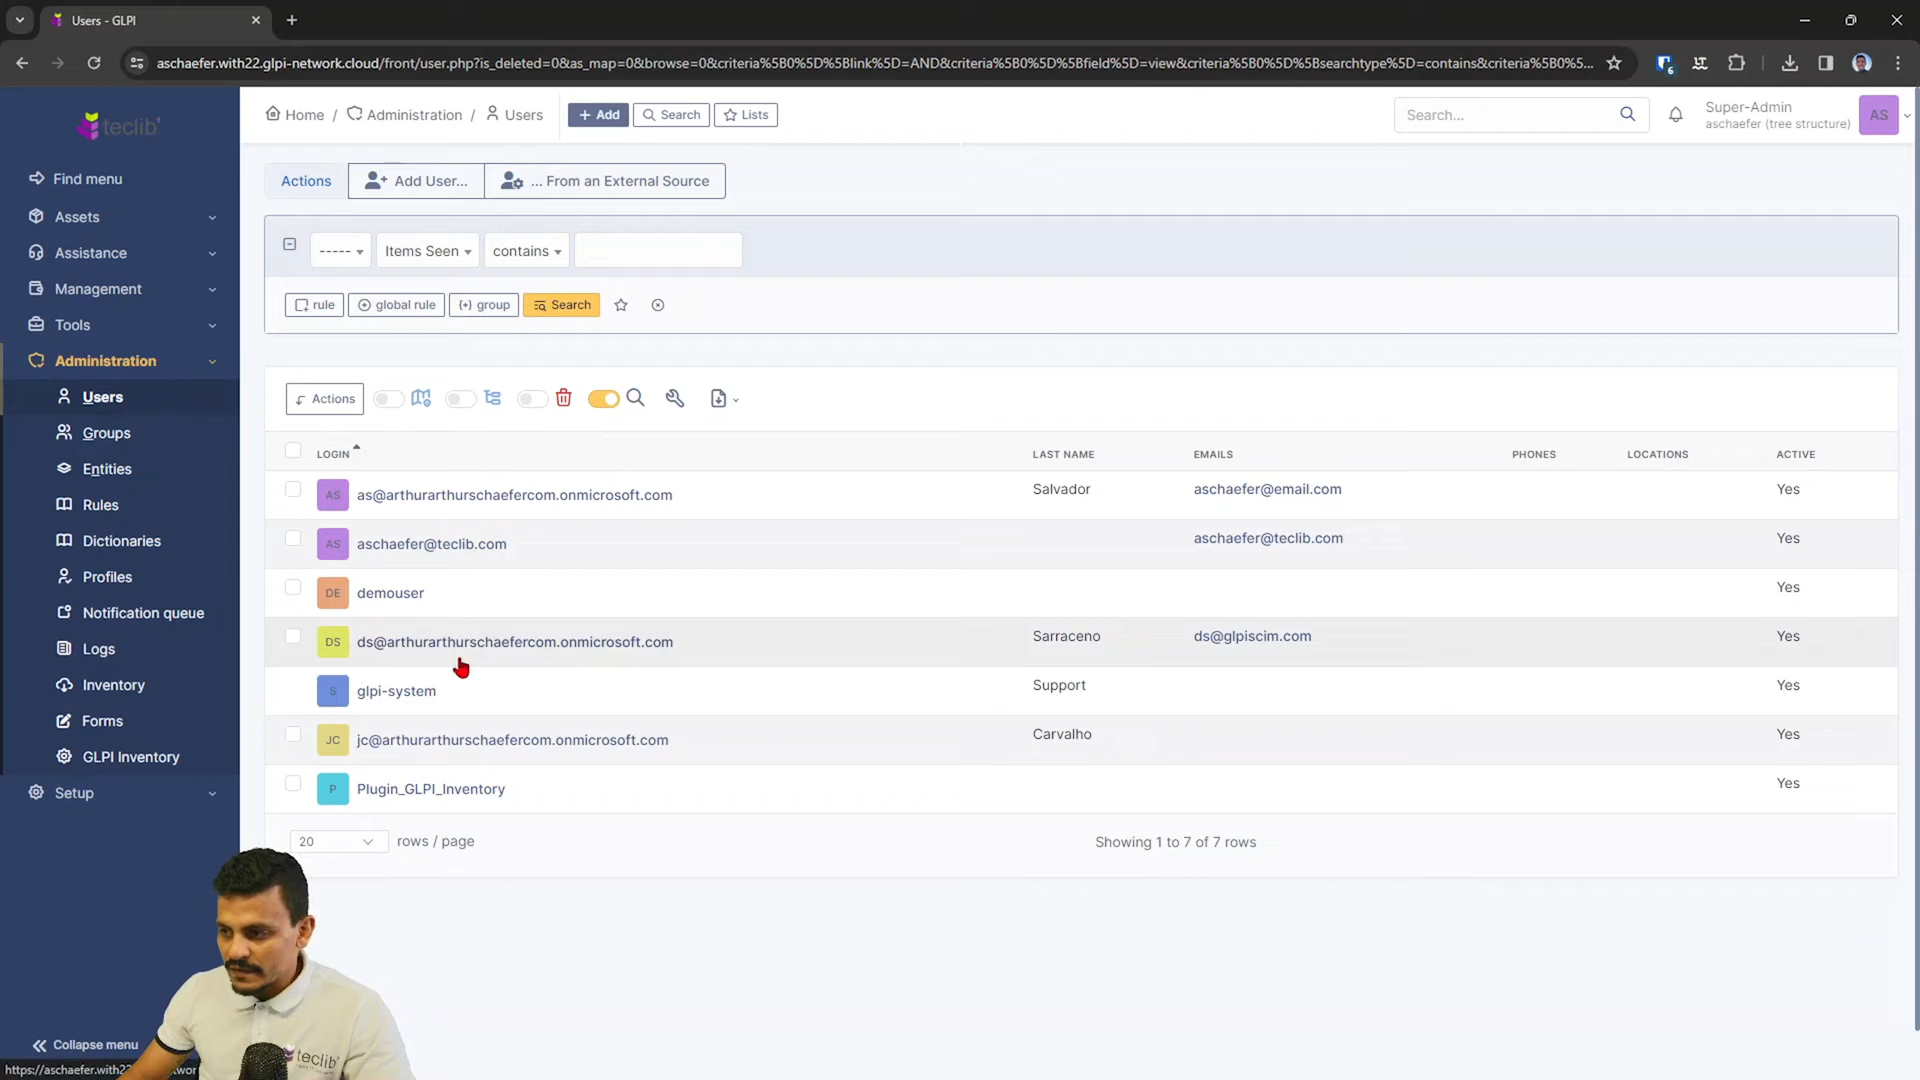 Users - GLPI
aschaefer.with22.glpi-network.cloud/front/user.php?is_deleted=0&as_map=0&browse=0&criteria%5B0%5D%5Blink%5D=AND&criteria%5B0%5D%5Bfield%5D=view&criteria%5B0%5D%5Bsearchtype%5D=contains&criteria%5B0%5...
6
teclib'
Home / Administration / Users
Add
Search
Lists
Search...
Super-Admin
aschaefer (tree structure)
AS
Find menu
Assets
Assistance
Management
Tools
Administration
Users
Groups
Entities
Rules
Dictionaries
Profiles
Notification queue
Logs
Inventory
Forms
GLPI Inventory
Setup
Collapse menu
Actions
Add User...
... From an External Source
-----
Items Seen
contains
rule
global rule
{+} group
Search
Actions
LOGIN LAST NAME EMAILS PHONES LOCATIONS ACTIVE
AS as@arthurarthurschaefercom.onmicrosoft.com Salvador aschaefer@email.com Yes
AS aschaefer@teclib.com aschaefer@teclib.com Yes
DE demouser Yes
DS ds@arthurarthurschaefercom.onmicrosoft.com Sarraceno ds@glpiscim.com Yes
S glpi-system Support Yes
JC jc@arthurarthurschaefercom.onmicrosoft.com Carvalho Yes
P Plugin_GLPI_Inventory Yes
20 rows / page
Showing 1 to 7 of 7 rows
teclib'